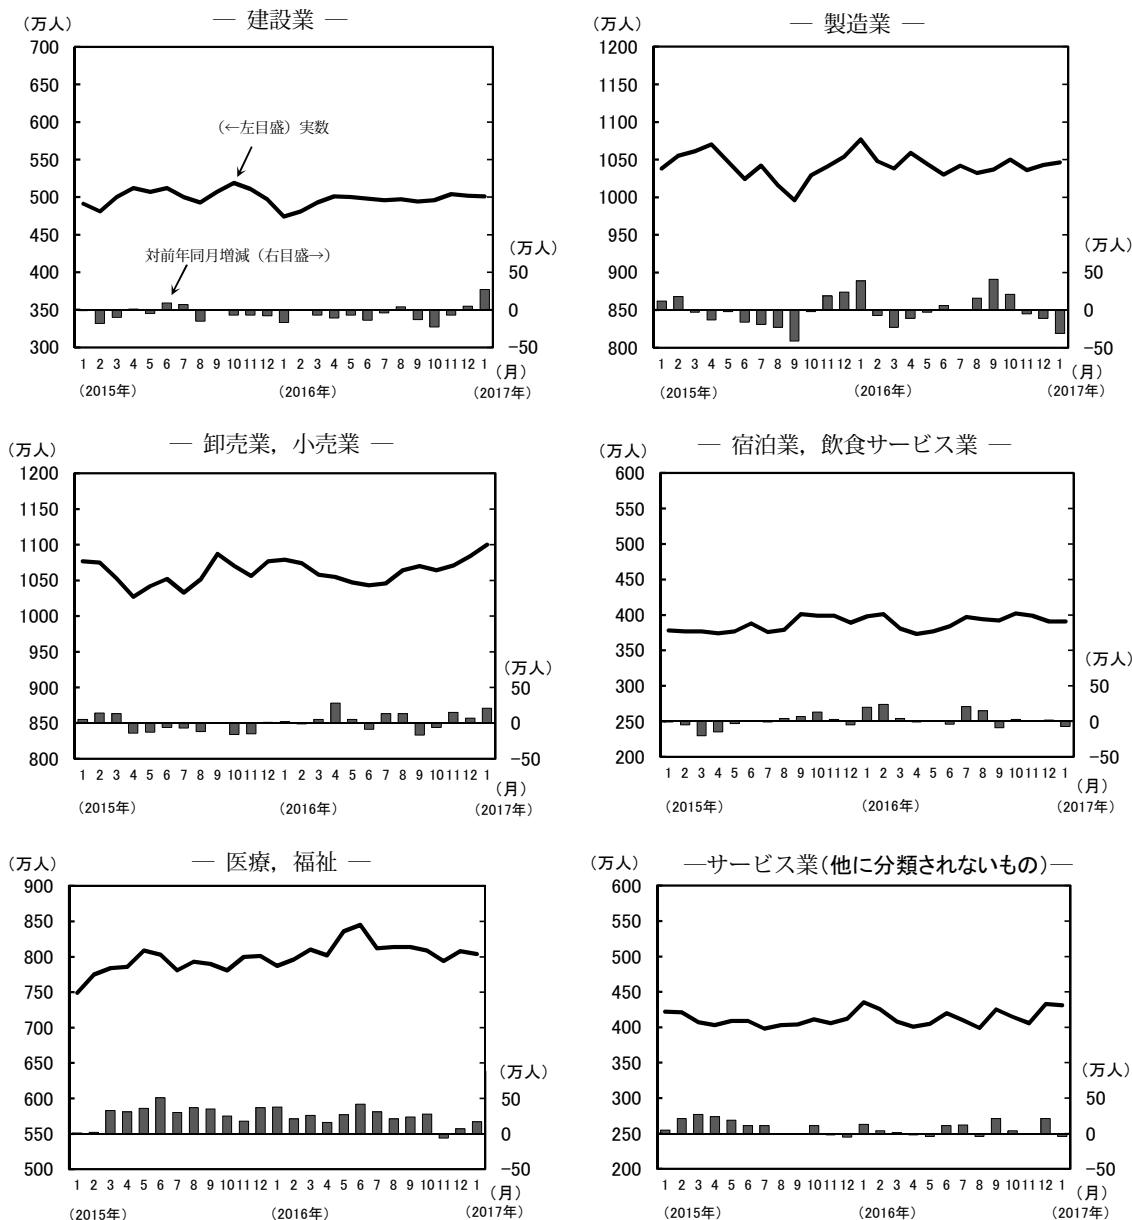 ― 建設業 ―
(万人)
700
650
600
550
500
450
400
350
300
(←左目盛) 実数
対前年同月増減 (右目盛→)
(万人)
50
0
-50
1 2 3 4 5 6 7 8 9 10 11 12 1 2 3 4 5 6 7 8 9 10 11 12 1
(月)
(2015年) (2016年) (2017年)
― 製造業 ―
(万人)
1200
1150
1100
1050
1000
950
900
850
800
(万人)
50
0
-50
1 2 3 4 5 6 7 8 9 10 11 12 1 2 3 4 5 6 7 8 9 10 11 12 1
(月)
(2015年) (2016年) (2017年)
― 卸売業，小売業 ―
(万人)
1200
1150
1100
1050
1000
950
900
850
800
(万人)
50
0
-50
1 2 3 4 5 6 7 8 9 10 11 12 1 2 3 4 5 6 7 8 9 10 11 12 1
(月)
(2015年) (2016年) (2017年)
― 宿泊業，飲食サービス業 ―
(万人)
600
550
500
450
400
350
300
250
200
(万人)
50
0
-50
1 2 3 4 5 6 7 8 9 10 11 12 1 2 3 4 5 6 7 8 9 10 11 12 1
(月)
(2015年) (2016年) (2017年)
― 医療，福祉 ―
(万人)
900
850
800
750
700
650
600
550
500
(万人)
50
0
-50
1 2 3 4 5 6 7 8 9 10 11 12 1 2 3 4 5 6 7 8 9 10 11 12 1
(月)
(2015年) (2016年) (2017年)
―サービス業(他に分類されないもの)―
(万人)
600
550
500
450
400
350
300
250
200
(万人)
50
0
-50
1 2 3 4 5 6 7 8 9 10 11 12 1 2 3 4 5 6 7 8 9 10 11 12 1
(月)
(2015年) (2016年) (2017年)